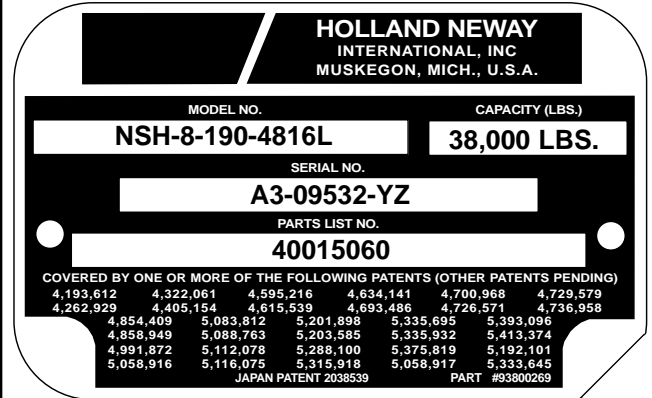 HOLLAND NEWAY
INTERNATIONAL, INC
MUSKEGON, MICH., U.S.A.
MODEL NO. CAPACITY (LBS.)
NSH-8-190-4816L 38,000 LBS.
SERIAL NO.
A3-09532-YZ
PARTS LIST NO.
40015060
COVERED BY ONE OR MORE OF THE FOLLOWING PATENTS (OTHER PATENTS PENDING)
4,193,612 4,322,061 4,595,216 4,634,141 4,700,968 4,729,579
4,262,929 4,405,154 4,615,539 4,693,486 4,726,571 4,736,958
4,854,409 5,083,812 5,201,898 5,335,695 5,393,096
4,858,949 5,088,763 5,203,585 5,335,932 5,413,374
4,991,872 5,112,078 5,288,100 5,375,819 5,192,101
5,058,916 5,116,075 5,315,918 5,058,917 5,333,645
JAPAN PATENT 2038539 PART #93800269